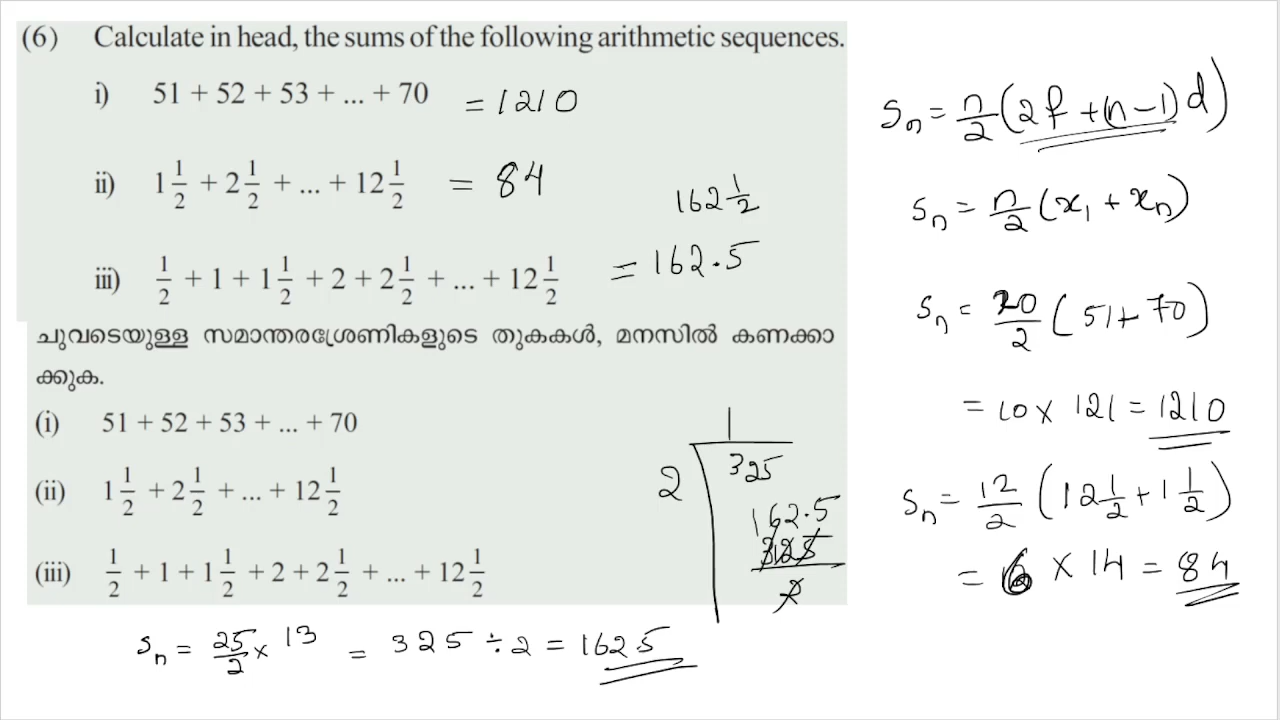 (6) Calculate in head, the sums of the following arithmetic sequences.
i) 51 + 52 + 53 + ... + 70 = 1210
ii) 1 1/2 + 2 1/2 + ... + 12 1/2 = 84
162 1/2
iii) 1/2 + 1 + 1 1/2 + 2 + 2 1/2 + ... + 12 1/2 = 162.5
ചുവടെയുള്ള സമാന്തരശ്രേണികളുടെ തുകകൾ, മനസിൽ കണക്കാ
ക്കുക.
(i) 51 + 52 + 53 + ... + 70
(ii) 1 1/2 + 2 1/2 + ... + 12 1/2
(iii) 1/2 + 1 + 1 1/2 + 2 + 2 1/2 + ... + 12 1/2
Sn = 25/2 × 13 = 325 ÷ 2 = 162.5
1
2 325
162.5
325
2
Sn = n/2 (2f + (n-1)d)
Sn = n/2 (x1 + xn)
Sn = 20/2 (51 + 70)
= 10 × 121 = 1210
Sn = 12/2 (12 1/2 + 1 1/2)
= 6 × 14 = 84